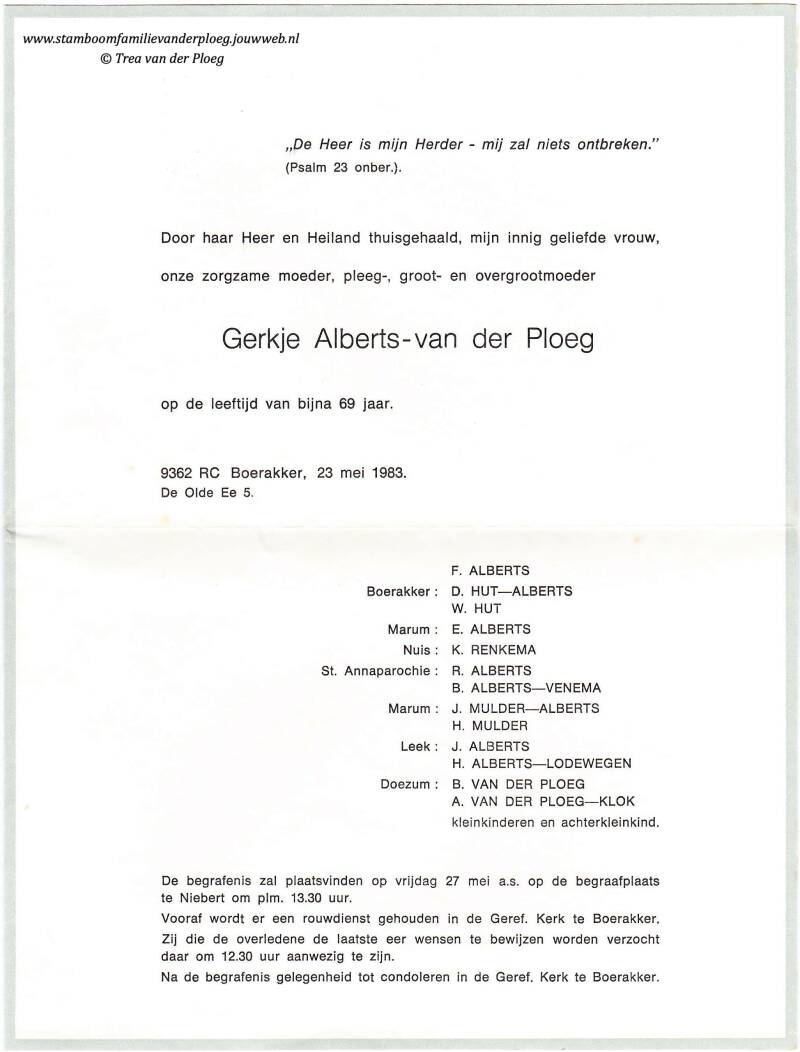 www.stamboomfamilievanderploeg.jouwweb.nl
© Trea van der Ploeg
„De Heer is mijn Herder - mij zal niets ontbreken.”
(Psalm 23 onber.).
Door haar Heer en Heiland thuisgehaald, mijn innig geliefde vrouw,
onze zorgzame moeder, pleeg-, groot- en overgrootmoeder
Gerkje Alberts-van der Ploeg
op de leeftijd van bijna 69 jaar.
9362 RC Boerakker, 23 mei 1983.
De Olde Ee 5.
F. ALBERTS
Boerakker : D. HUT—ALBERTS
W. HUT
Marum : E. ALBERTS
Nuis : K. RENKEMA
St. Annaparochie : R. ALBERTS
B. ALBERTS—VENEMA
Marum : J. MULDER—ALBERTS
H. MULDER
Leek : J. ALBERTS
H. ALBERTS—LODEWEGEN
Doezum : B. VAN DER PLOEG
A. VAN DER PLOEG—KLOK
kleinkinderen en achterkleinkind.
De begrafenis zal plaatsvinden op vrijdag 27 mei a.s. op de begraafplaats
te Niebert om plm. 13.30 uur.
Vooraf wordt er een rouwdienst gehouden in de Geref. Kerk te Boerakker.
Zij die de overledene de laatste eer wensen te bewijzen worden verzocht
daar om 12.30 uur aanwezig te zijn.
Na de begrafenis gelegenheid tot condoleren in de Geref. Kerk te Boerakker.